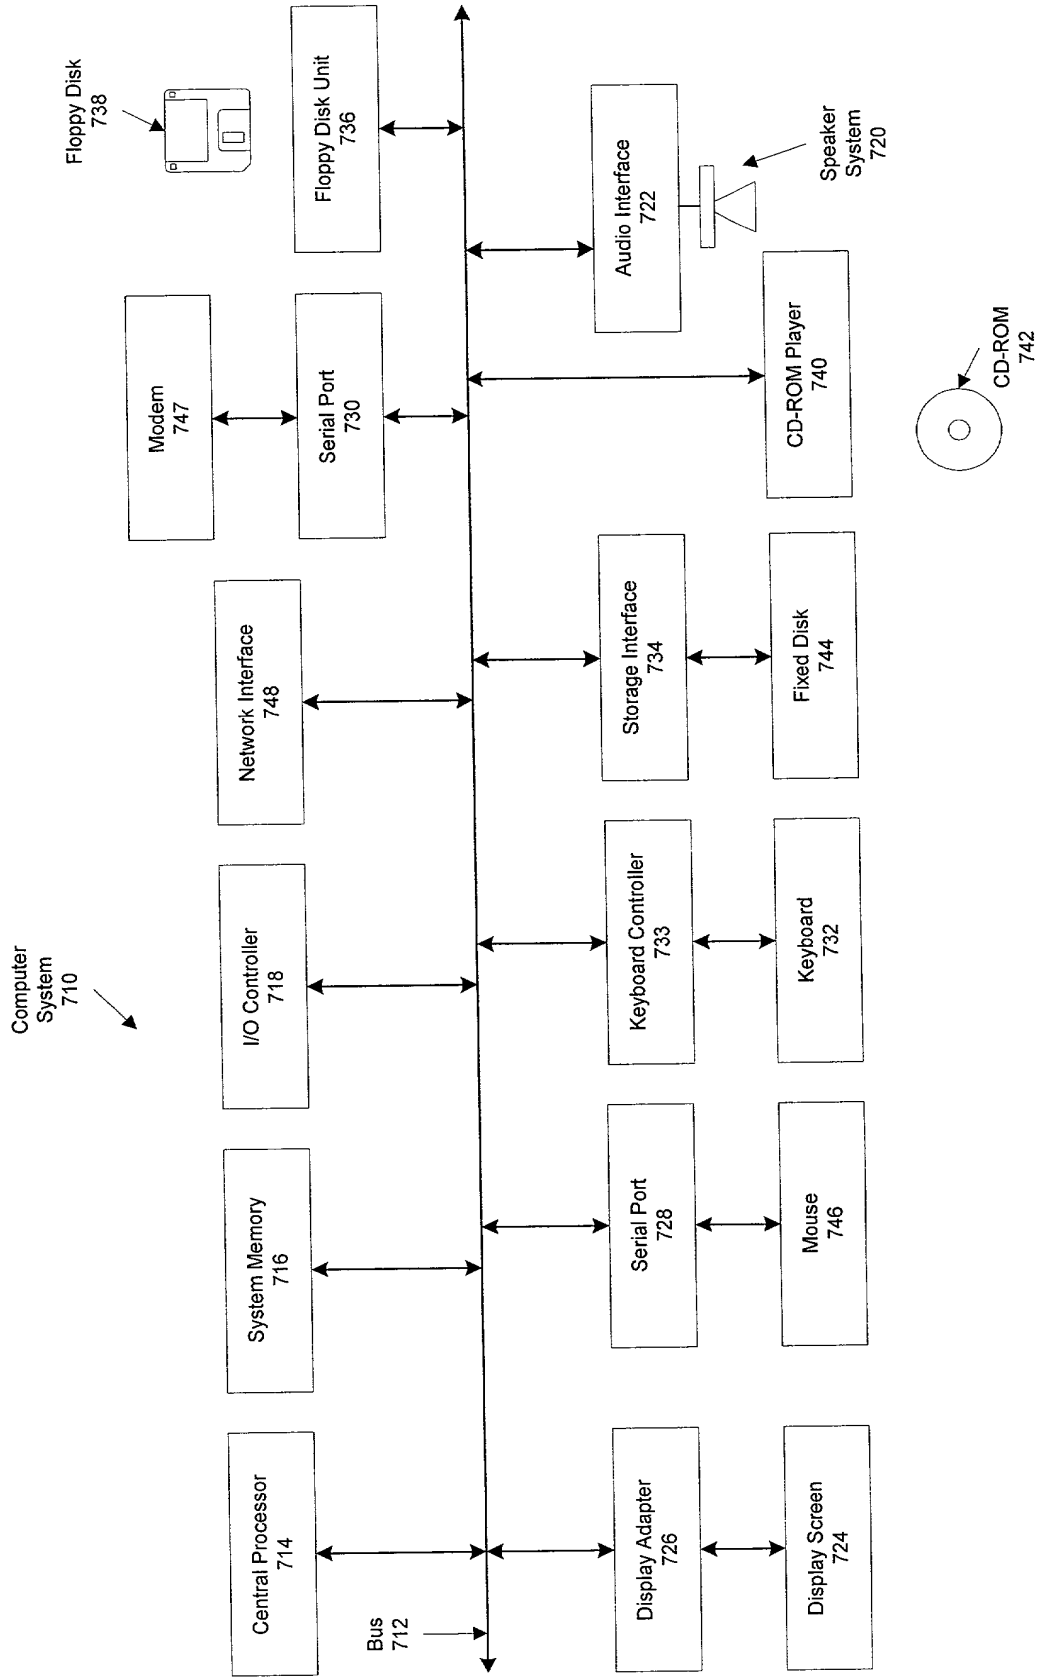 Computer
System
710
Bus
712
Central Processor
714
System Memory
716
I/O Controller
718
Network Interface
748
Modem
747
Serial Port
730
Floppy Disk
738
Floppy Disk Unit
736
Display Adapter
726
Display Screen
724
Serial Port
728
Mouse
746
Keyboard Controller
733
Keyboard
732
Storage Interface
734
Fixed Disk
744
CD-ROM Player
740
CD-ROM
742
Audio Interface
722
Speaker
System
720